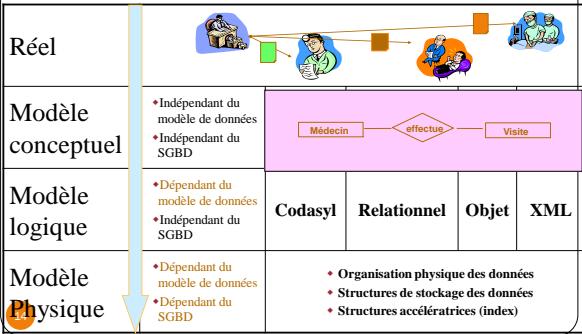 Réel
Modèle
conceptuel
◆Indépendant du
modèle de données
◆Indépendant du
SGBD
Médecin
effectue
Visite
Modèle
logique
◆Dépendant du
modèle de données
◆Indépendant du
SGBD
Codasyl
Relationnel
Objet
XML
Modèle
Physique
14
◆Dépendant du
modèle de données
◆Dépendant du
SGBD
◆ Organisation physique des données
◆ Structures de stockage des données
◆ Structures accélératrices (index)